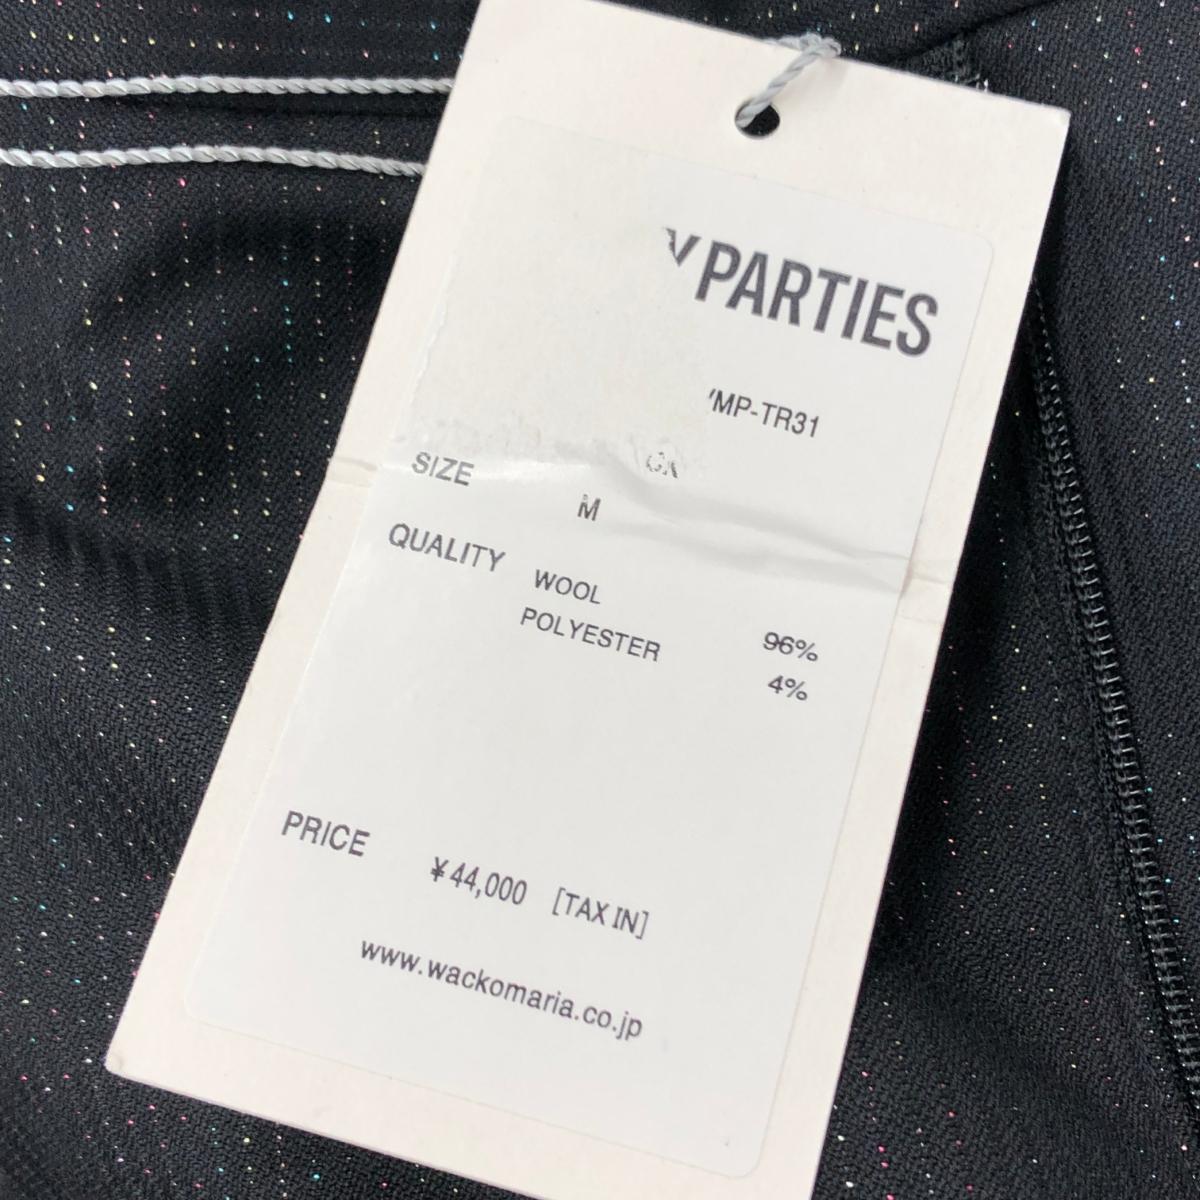 PARTIES
MP-TR31
SIZE
M
QUALITY
WOOL 96%
POLYESTER 4%
PRICE ¥44,000 [TAX IN]
www.wackomaria.co.jp